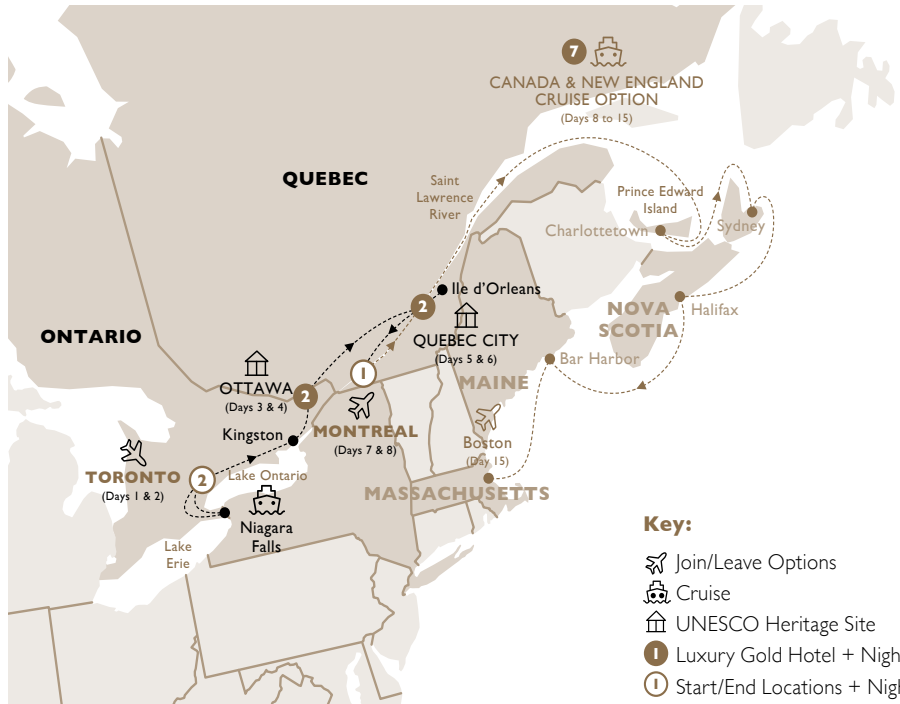 7
CANADA & NEW ENGLAND
CRUISE OPTION
(Days 8 to 15)
QUEBEC
Saint
Lawrence
River
Prince Edward
Island
Charlottetown
Sydney
Ile d'Orleans
2
NOVA
SCOTIA
Halifax
ONTARIO
QUEBEC CITY
(Days 5 & 6)
Bar Harbor
1
MAINE
OTTAWA
(Days 3 & 4)
2
Kingston
MONTREAL
(Days 7 & 8)
Boston
(Day 15)
TORONTO
(Days 1 & 2)
2
Lake Ontario
MASSACHUSETTS
Niagara
Falls
Lake
Erie
Key:
Join/Leave Options
Cruise
UNESCO Heritage Site
1 Luxury Gold Hotel + Nigh
1 Start/End Locations + Nigh